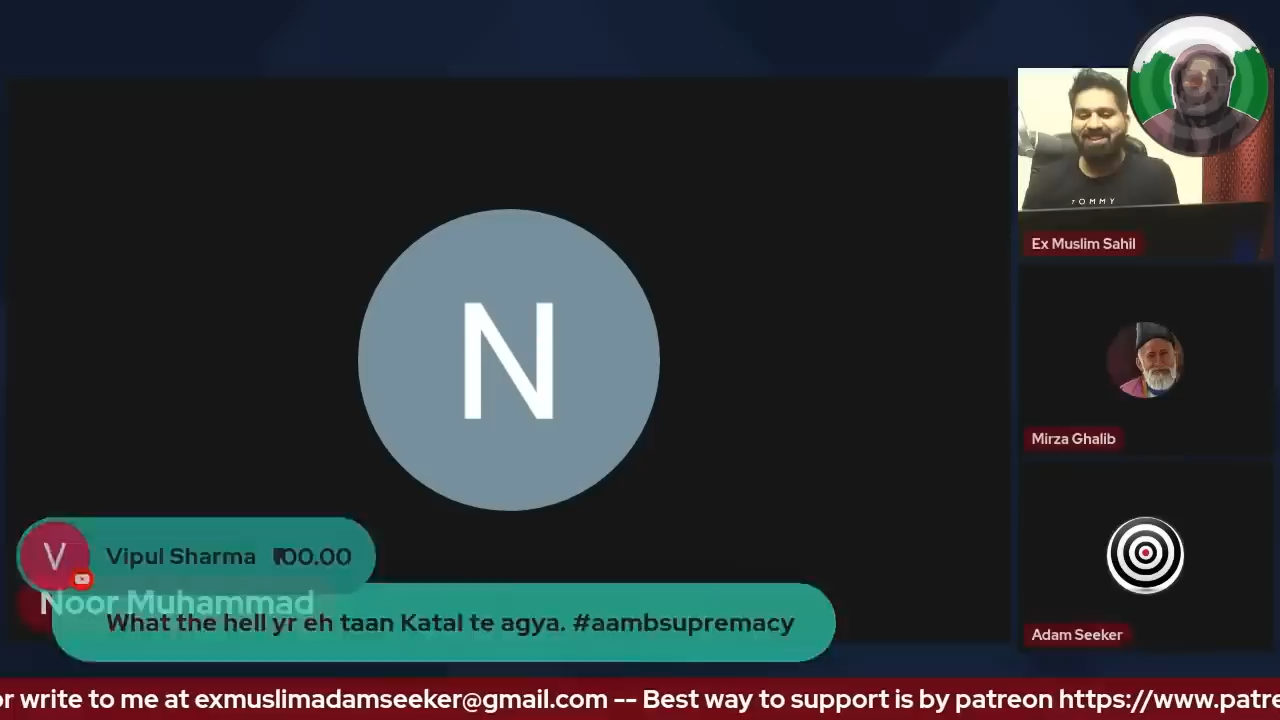 TOMMY
Ex Muslim Sahil
N
Mirza Ghalib
V
Vipul Sharma 00.00
Noor Muhammad
What the hell yr eh taan Katal te agya. #aambsupremacy
Adam Seeker
or write to me at exmuslimadamseeker@gmail.com -- Best way to support is by patreon https://www.patre